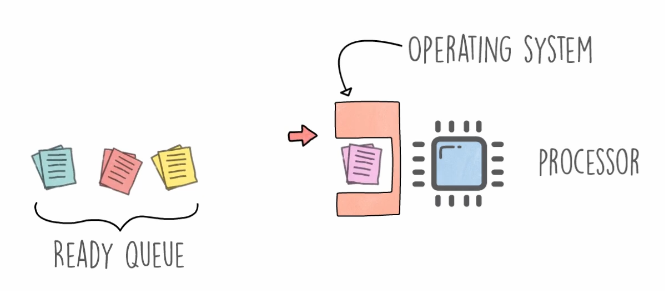 OPERATING SYSTEM
PROCESSOR
READY QUEUE